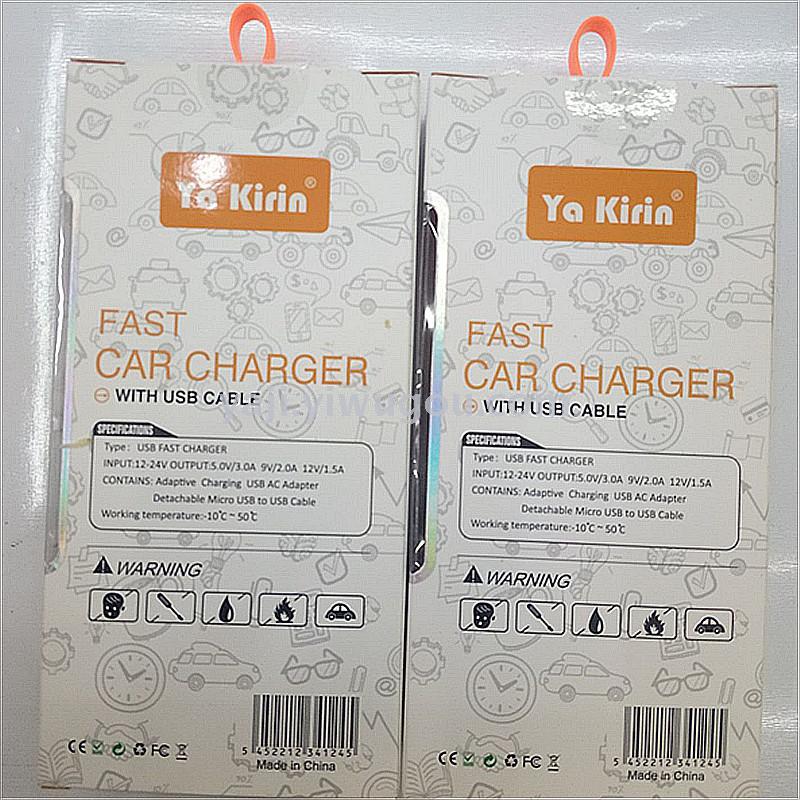 Ya Kirin®
FAST
CAR CHARGER
WITH USB CABLE
SPECIFICATIONS
Type: USB FAST CHARGER
INPUT:12-24V OUTPUT:5.0V/3.0A 9V/2.0A 12V/1.5A
CONTAINS: Adaptive Charging USB AC Adapter
Detachable Micro USB to USB Cable
Working temperature:-10℃~50℃
WARNING
CE FC
5 452212 341245
Made in China
Ya Kirin®
FAST
CAR CHARGER
WITH USB CABLE
SPECIFICATIONS
Type: USB FAST CHARGER
INPUT:12-24V OUTPUT:5.0V/3.0A 9V/2.0A 12V/1.5A
CONTAINS: Adaptive Charging USB AC Adapter
Detachable Micro USB to USB Cable
Working temperature:-10℃~50℃
WARNING
CE FC
5 452212 341245
Made in China